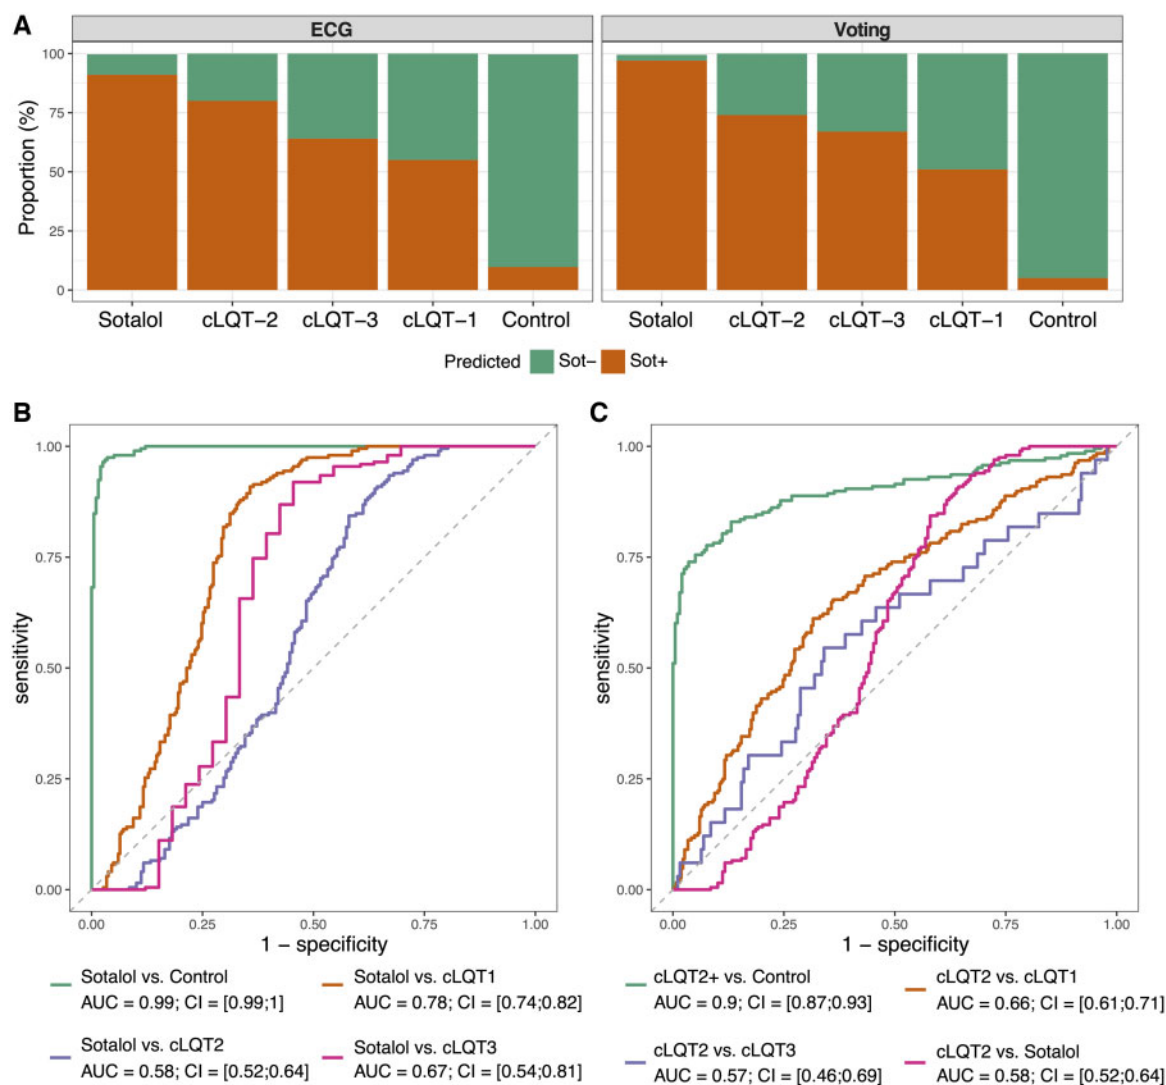 A
ECG
Voting
Proportion (%)
100
75
50
25
0
Sotalol cLQT−2 cLQT−3 cLQT−1 Control
Sotalol cLQT−2 cLQT−3 cLQT−1 Control
Predicted Sot− Sot+
B
sensitivity
1.00
0.75
0.50
0.25
0.00
0.00 0.25 0.50 0.75 1.00
1 − specificity
Sotalol vs. Control
AUC = 0.99; CI = [0.99;1]
Sotalol vs. cLQT1
AUC = 0.78; CI = [0.74;0.82]
Sotalol vs. cLQT2
AUC = 0.58; CI = [0.52;0.64]
Sotalol vs. cLQT3
AUC = 0.67; CI = [0.54;0.81]
C
sensitivity
1.00
0.75
0.50
0.25
0.00
0.00 0.25 0.50 0.75 1.00
1 − specificity
cLQT2+ vs. Control
AUC = 0.9; CI = [0.87;0.93]
cLQT2 vs. cLQT1
AUC = 0.66; CI = [0.61;0.71]
cLQT2 vs. cLQT3
AUC = 0.57; CI = [0.46;0.69]
cLQT2 vs. Sotalol
AUC = 0.58; CI = [0.52;0.64]